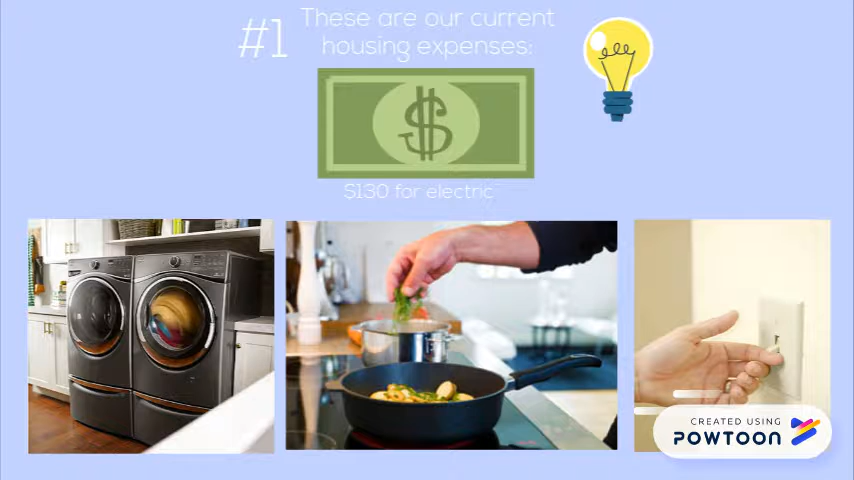 #1
These are our current
housing expenses:
$
$130 for electric
CREATED USING
POWTOON